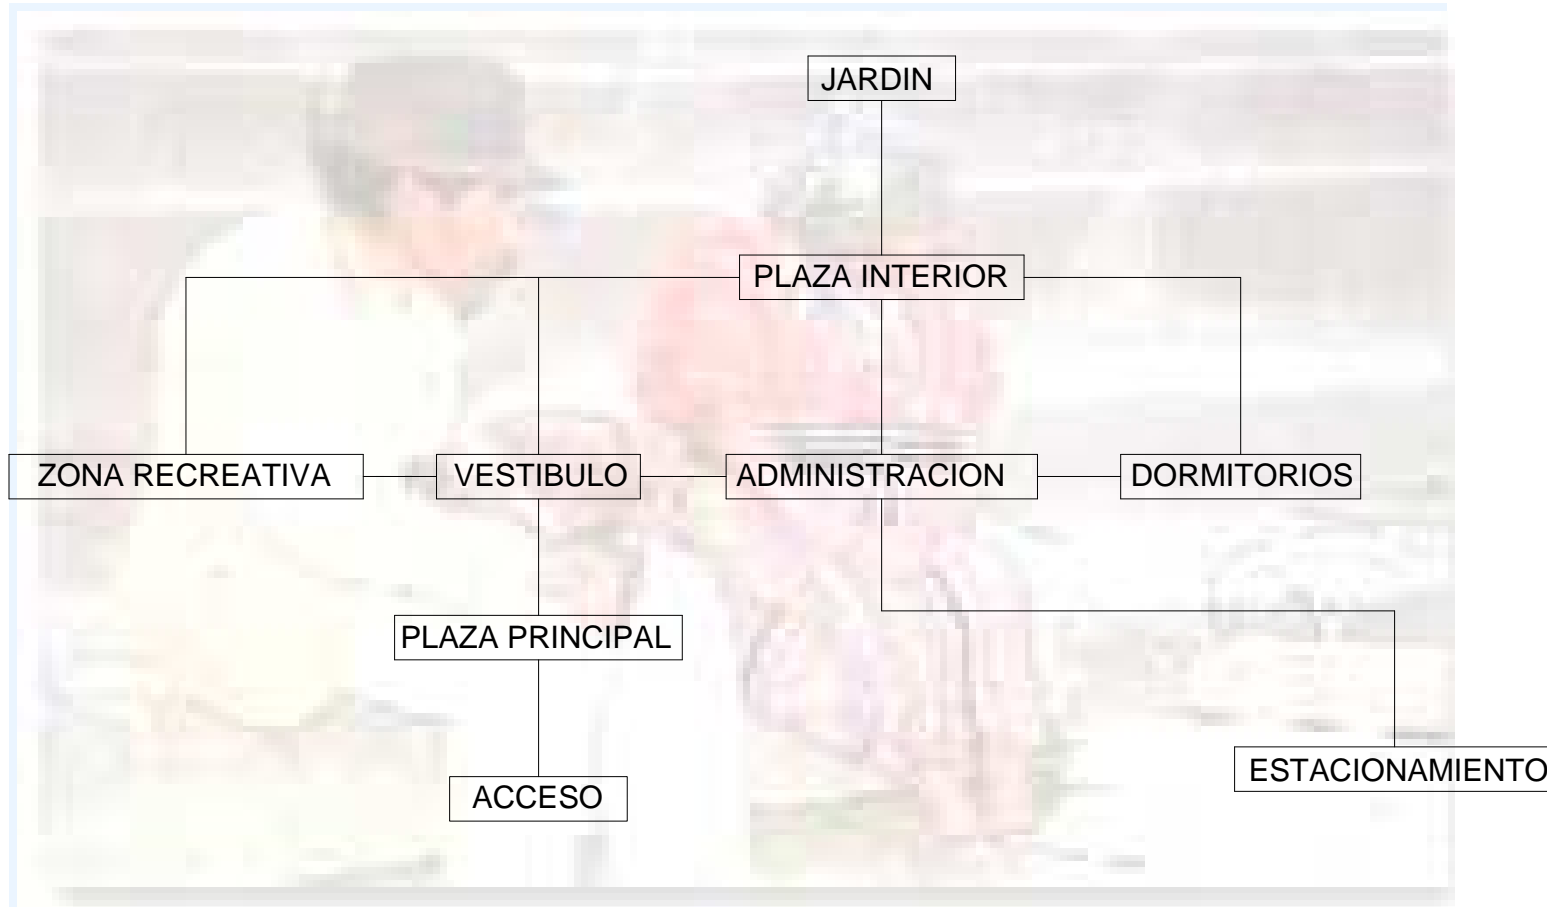 JARDIN
PLAZA INTERIOR
ZONA RECREATIVA
VESTIBULO
ADMINISTRACION
DORMITORIOS
PLAZA PRINCIPAL
ESTACIONAMIENTO
ACCESO